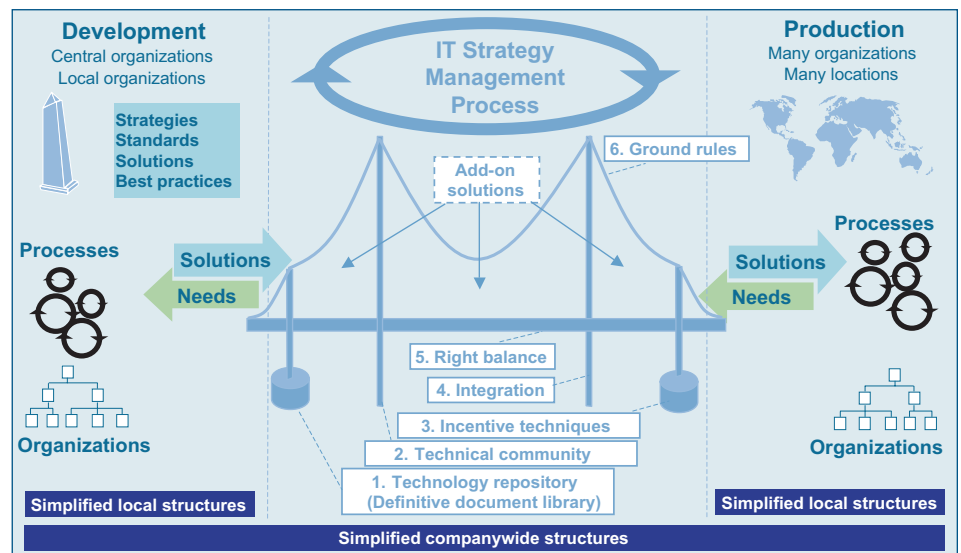 Development
Central organizations
Local organizations
Strategies
Standards
Solutions
Best practices
Processes
Solutions
Needs
Organizations
Simplified local structures
IT Strategy
Management
Process
Add-on
solutions
6. Ground rules
5. Right balance
4. Integration
3. Incentive techniques
2. Technical community
1. Technology repository
(Definitive document library)
Production
Many organizations
Many locations
Processes
Solutions
Needs
Organizations
Simplified local structures
Simplified companywide structures